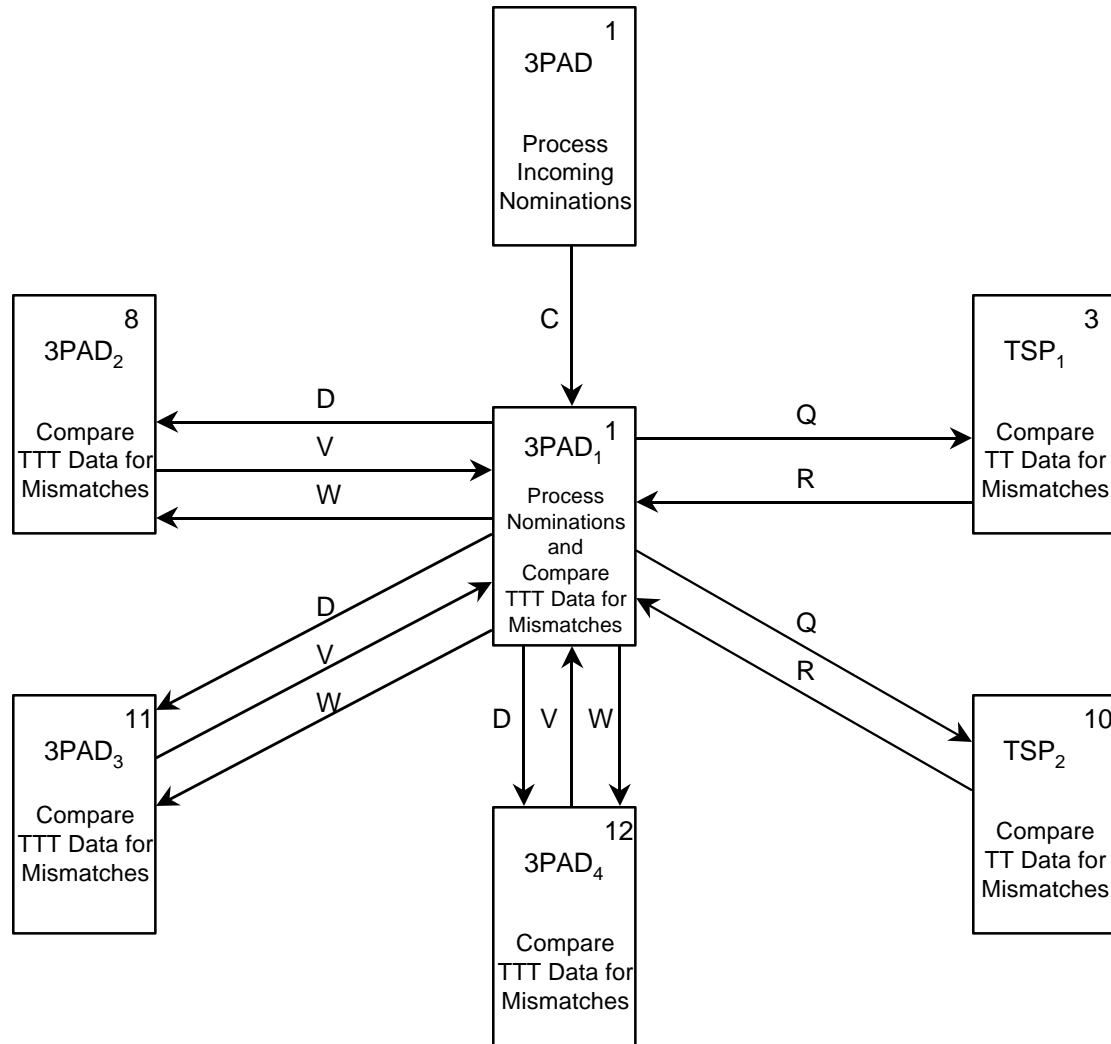 1
3PAD
Process
Incoming
Nominations
C
8
3PAD2
Compare
TTT Data for
Mismatches
D
V
W
1
3PAD1
Process
Nominations
and
Compare
TTT Data for
Mismatches
Q
R
3
TSP1
Compare
TT Data for
Mismatches
D
V
W
11
3PAD3
Compare
TTT Data for
Mismatches
D V W
12
3PAD4
Compare
TTT Data for
Mismatches
Q
R
10
TSP2
Compare
TT Data for
Mismatches